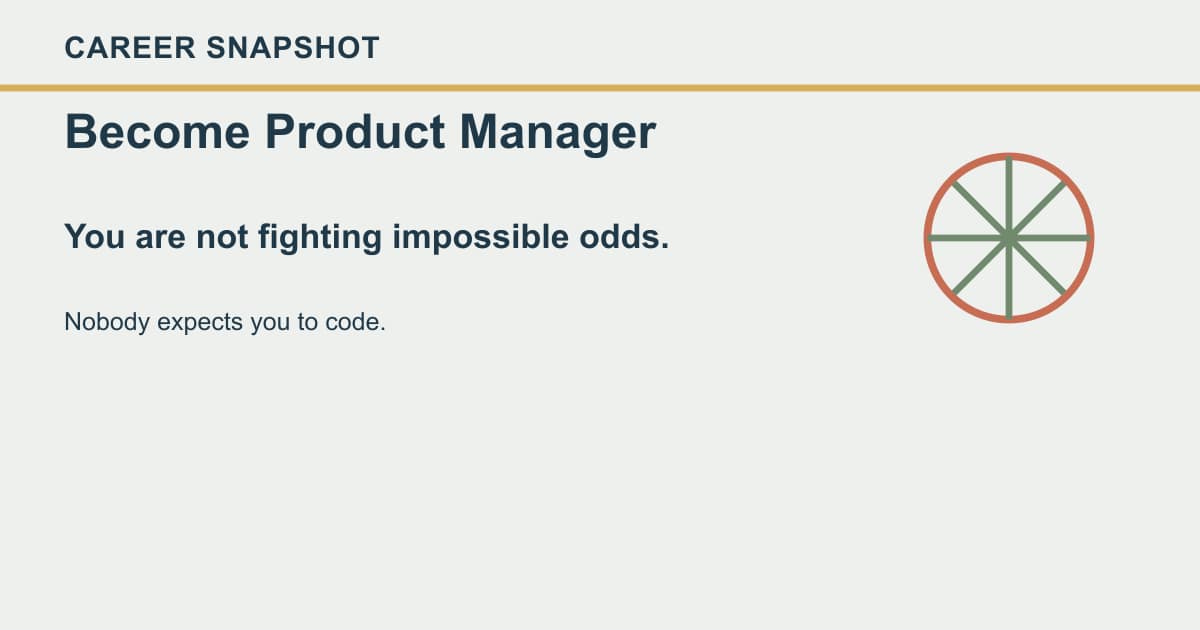 CAREER SNAPSHOT
Become Product Manager
You are not fighting impossible odds.
Nobody expects you to code.